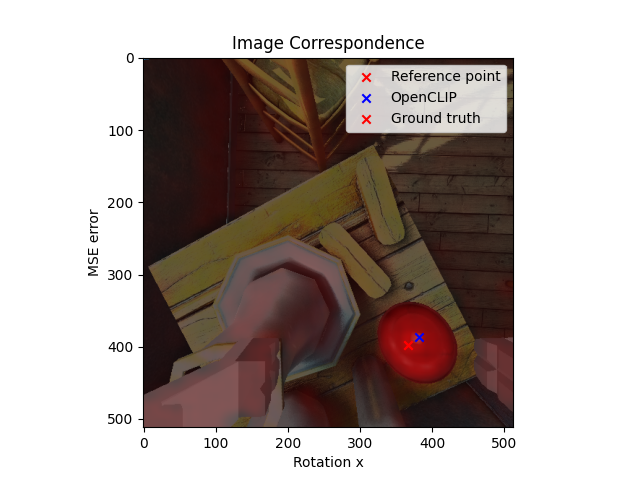 Image Correspondence
Reference point
OpenCLIP
Ground truth
0
100
200
300
400
500
MSE error
0 100 200 300 400 500
Rotation x